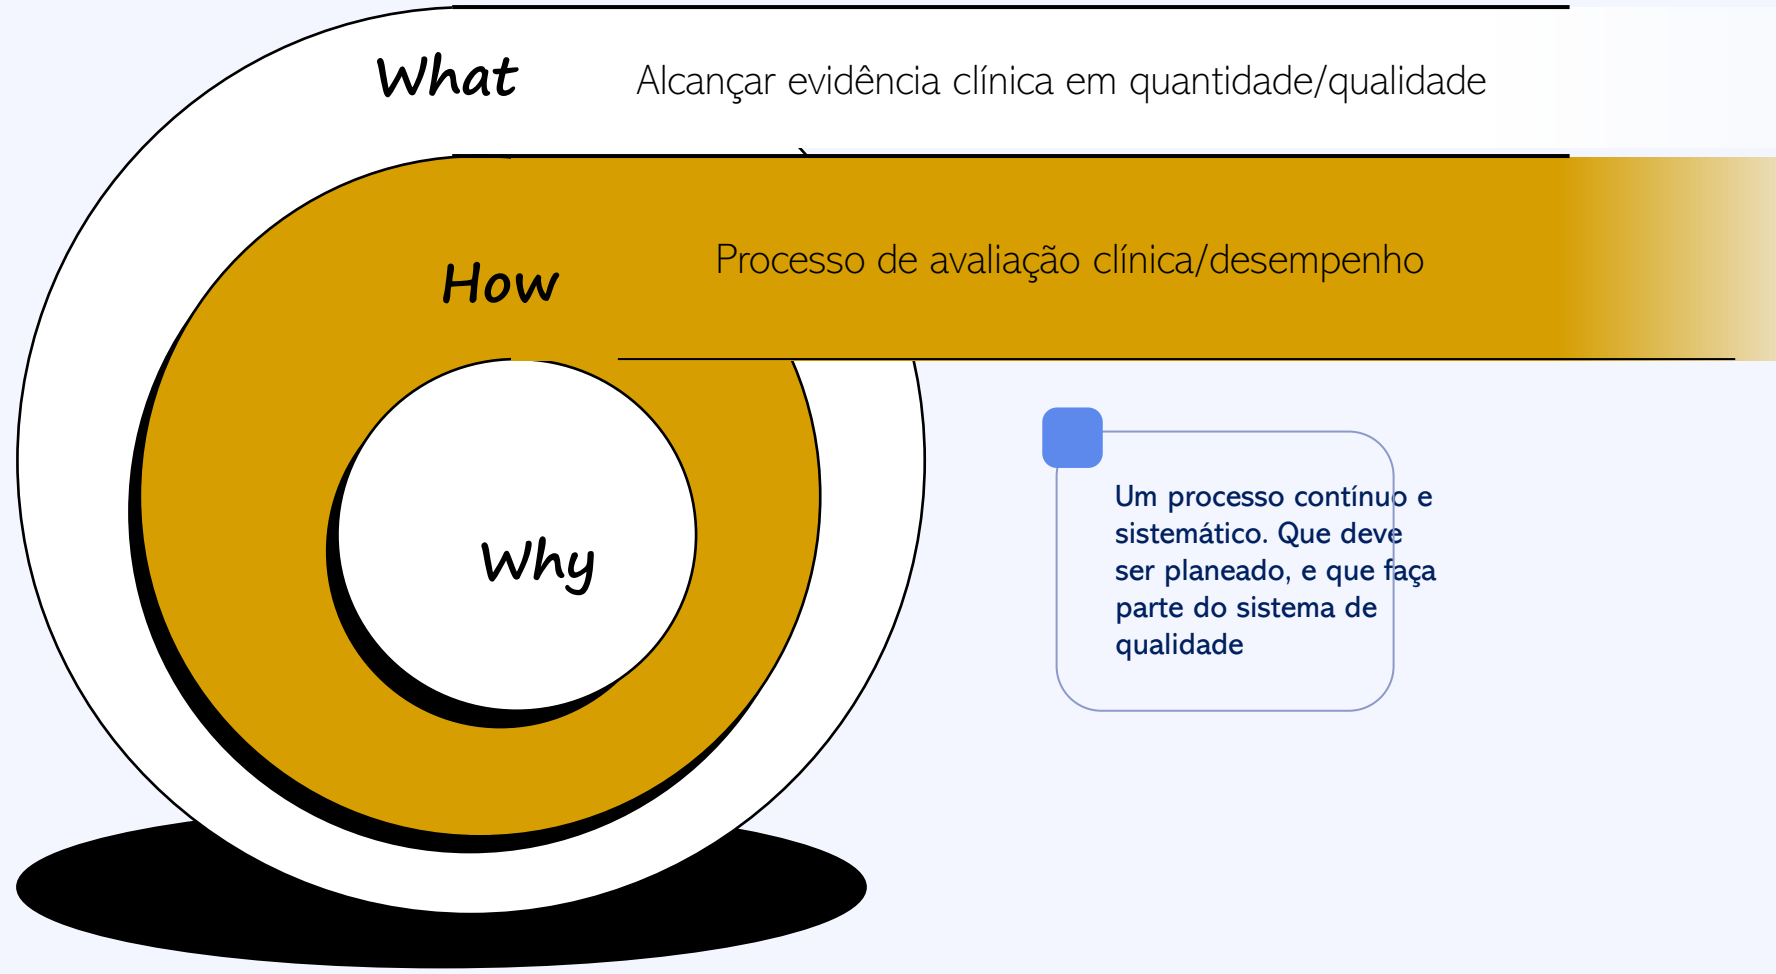 What
Alcançar evidência clínica em quantidade/qualidade
How
Processo de avaliação clínica/desempenho
Why
Um processo contínuo e
sistemático. Que deve
ser planeado, e que faça
parte do sistema de
qualidade